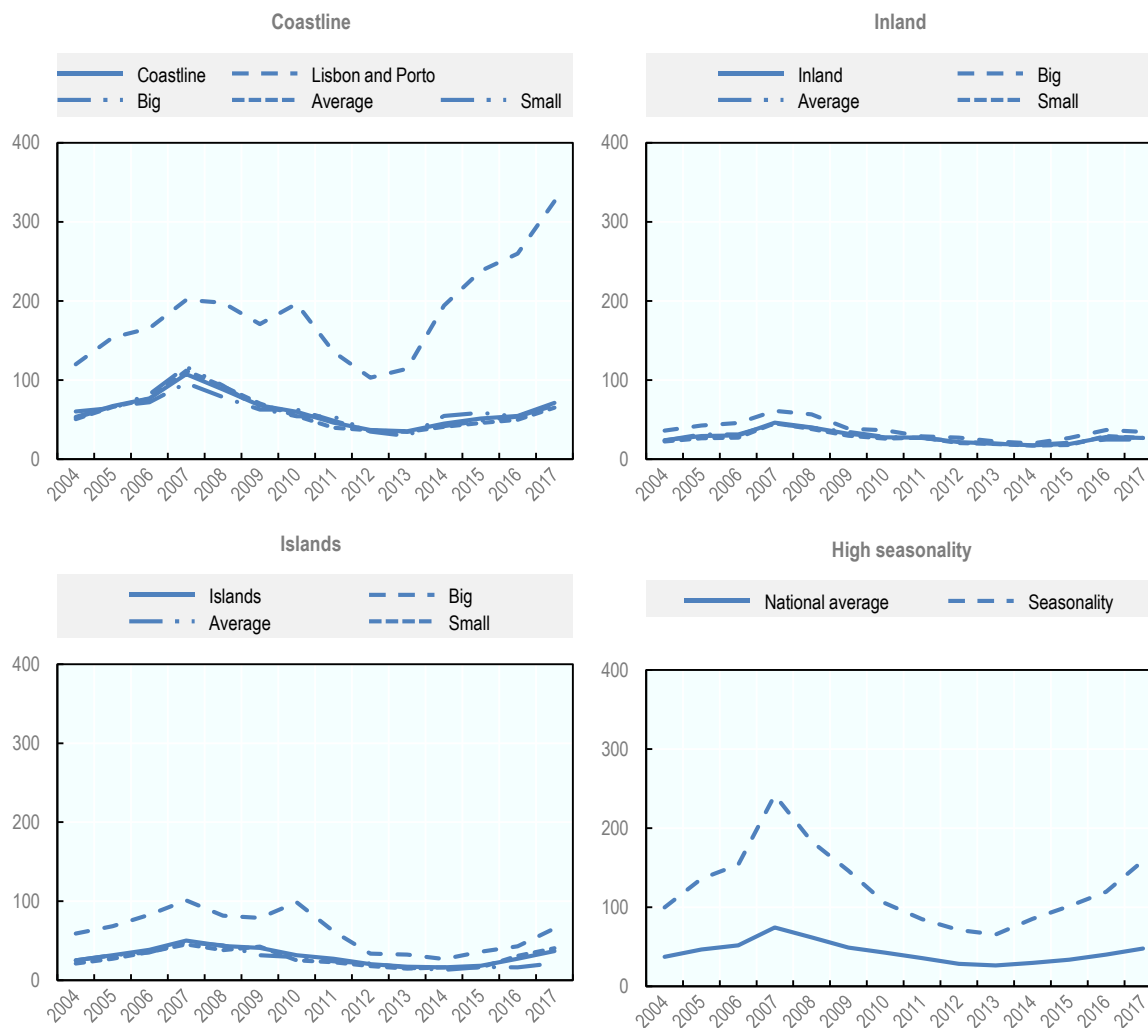 Coastline
Coastline Lisbon and Porto
Big Average Small
400
300
200
100
0
2004 2005 2006 2007 2008 2009 2010 2011 2012 2013 2014 2015 2016 2017
Inland
Inland Big
Average Small
400
300
200
100
0
2004 2005 2006 2007 2008 2009 2010 2011 2012 2013 2014 2015 2016 2017
Islands
Islands Big
Average Small
400
300
200
100
0
2004 2005 2006 2007 2008 2009 2010 2011 2012 2013 2014 2015 2016 2017
High seasonality
National average Seasonality
400
300
200
100
0
2004 2005 2006 2007 2008 2009 2010 2011 2012 2013 2014 2015 2016 2017